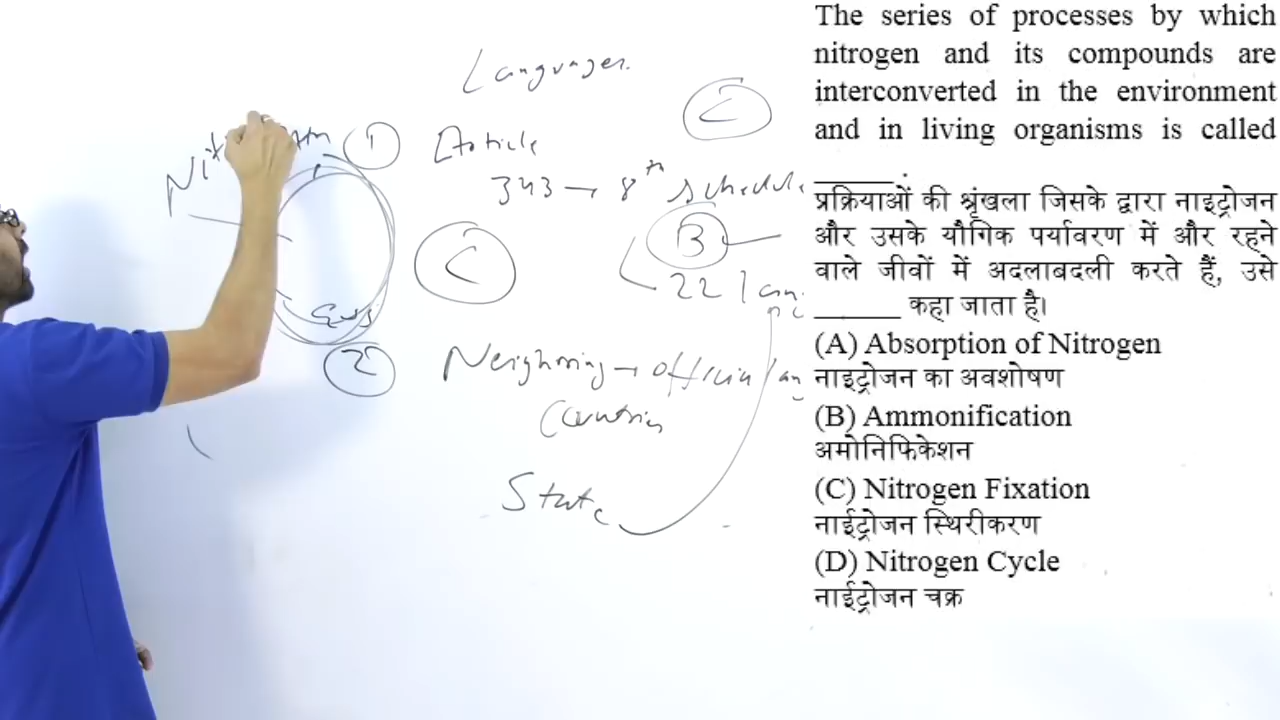 Languages.
C
1
Article
343 → 8th schedule
B
C
22 lan.
2
Neighboring → official lan
Countries
State
The series of processes by which
nitrogen and its compounds are
interconverted in the environment
and in living organisms is called
______.
प्रक्रियाओं की श्रृंखला जिसके द्वारा नाइट्रोजन
और उसके यौगिक पर्यावरण में और रहने
वाले जीवों में अदलाबदली करते हैं, उसे
______ कहा जाता है।
(A) Absorption of Nitrogen
नाइट्रोजन का अवशोषण
(B) Ammonification
अमोनिफिकेशन
(C) Nitrogen Fixation
नाईट्रोजन स्थिरीकरण
(D) Nitrogen Cycle
नाईट्रोजन चक्र